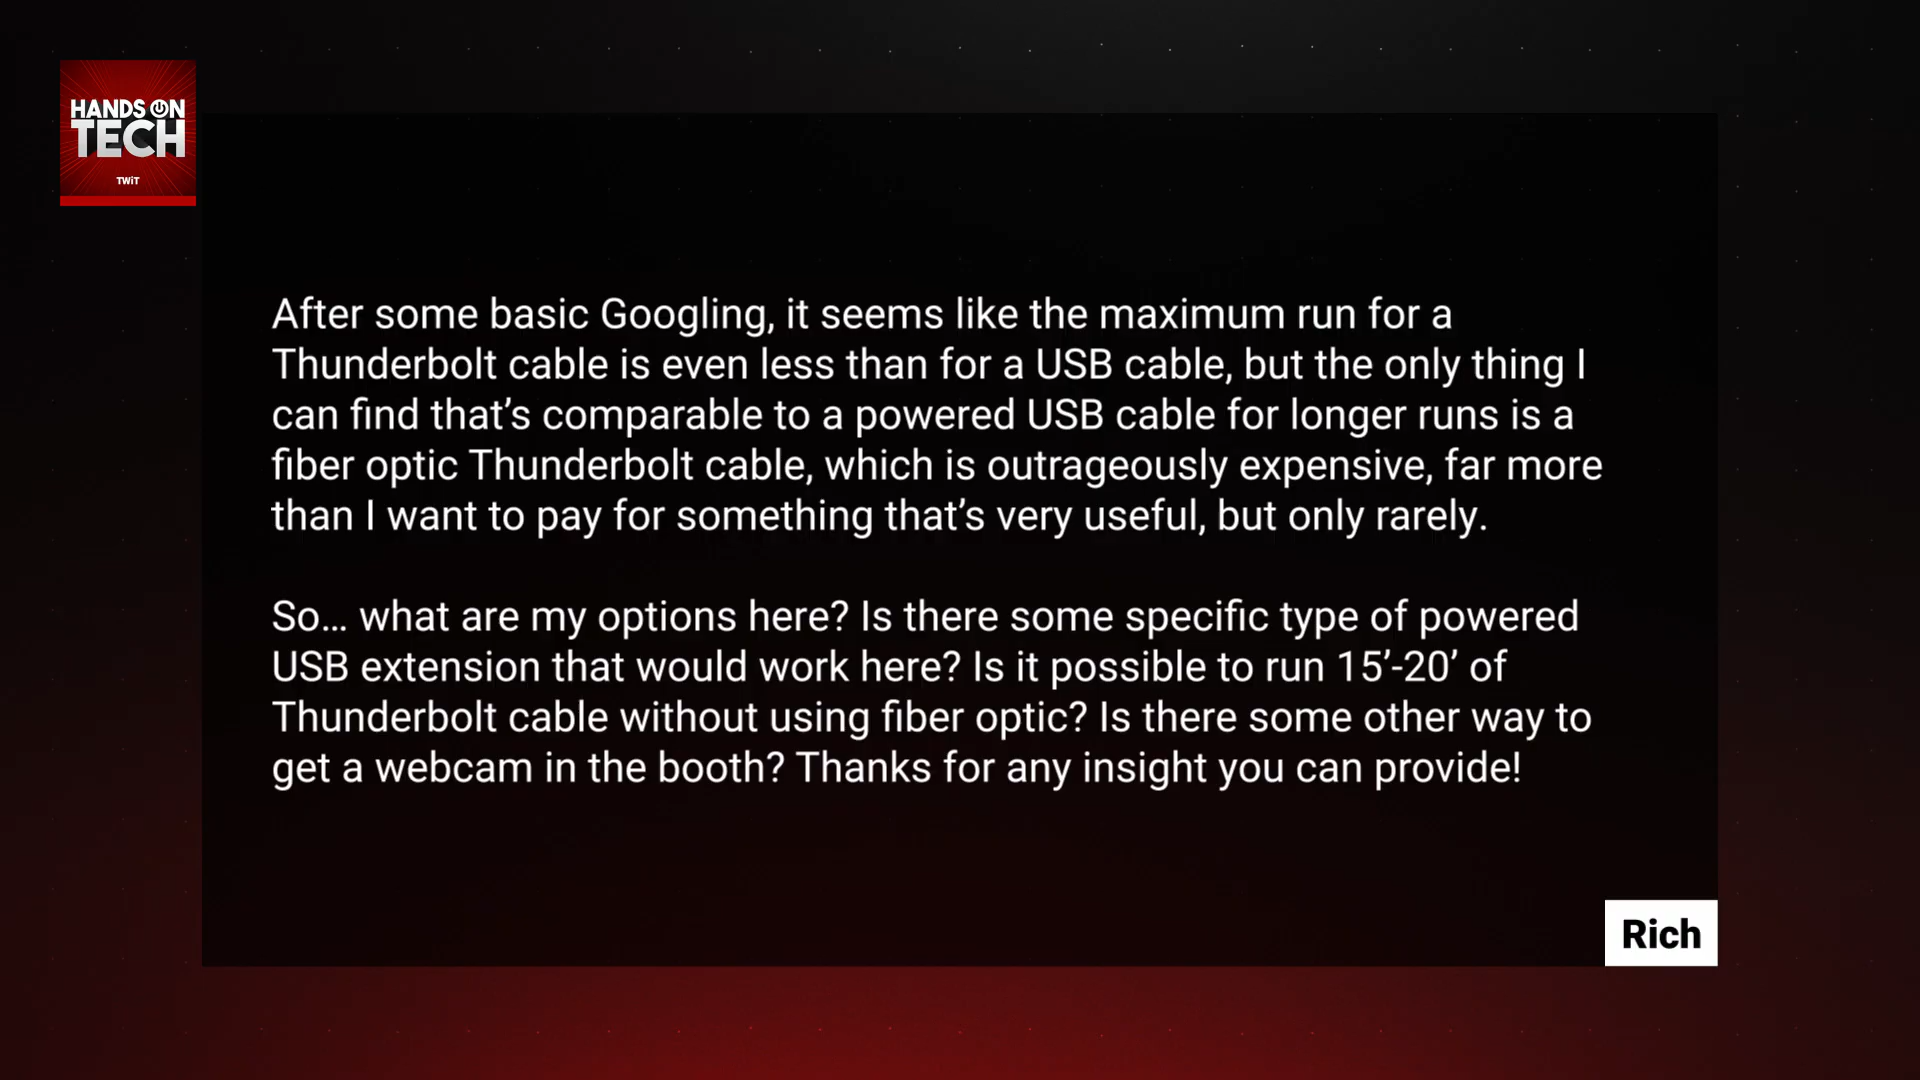 HANDS ON
TECH
TWiT
After some basic Googling, it seems like the maximum run for a
Thunderbolt cable is even less than for a USB cable, but the only thing I
can find that’s comparable to a powered USB cable for longer runs is a
fiber optic Thunderbolt cable, which is outrageously expensive, far more
than I want to pay for something that’s very useful, but only rarely.
So… what are my options here? Is there some specific type of powered
USB extension that would work here? Is it possible to run 15’-20’ of
Thunderbolt cable without using fiber optic? Is there some other way to
get a webcam in the booth? Thanks for any insight you can provide!
Rich